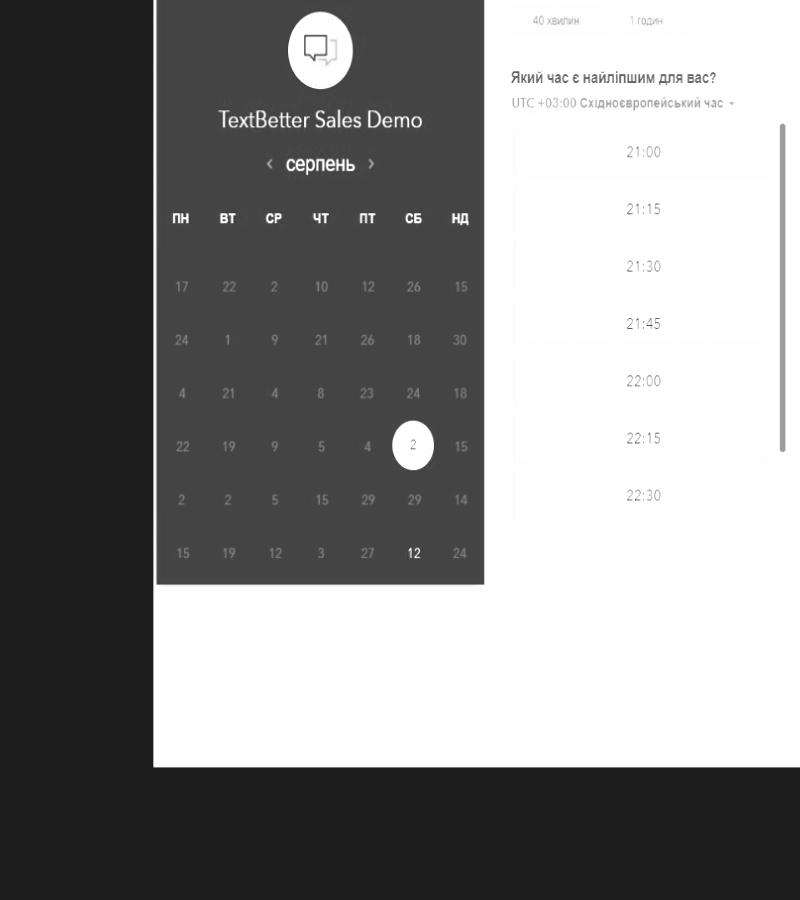 TextBetter Sales Demo
‹ серпень ›
ПН ВТ СР ЧТ ПТ СБ НД
17 22 2 10 12 26 15
24 1 9 21 26 18 30
4 21 4 8 23 24 18
22 19 9 5 4 2 15
2 2 5 15 29 29 14
15 19 12 3 27 12 24
40 хвилин 1 годин
Який час є найліпшим для вас?
UTC +03:00 Східноєвропейський час
21:00
21:15
21:30
21:45
22:00
22:15
22:30